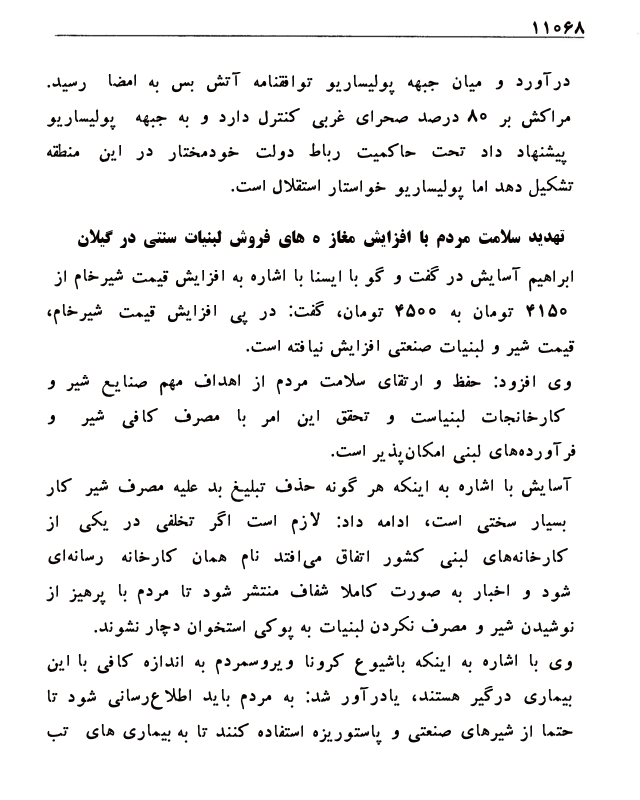 ۱۱۰۶۸
درآورد و میان جبهه پولیساریو توافقنامه آتش بس به امضا رسید.
مراکش بر ۸۰ درصد صحرای غربی کنترل دارد و به جبهه پولیساریو
پیشنهاد داد تحت حاکمیت رباط دولت خودمختار در این منطقه
تشکیل دهد اما پولیساریو خواستار استقلال است.
تهدید سلامت مردم با افزایش مغاز ه های فروش لبنیات سنتی در گیلان
ابراهیم آسایش در گفت و گو با ایسنا با اشاره به افزایش قیمت شیرخام از
۴۱۵۰ تومان به ۴۵۰۰ تومان، گفت: در پی افزایش قیمت شیرخام،
قیمت شیر و لبنیات صنعتی افزایش نیافته است.
وی افزود: حفظ و ارتقای سلامت مردم از اهداف مهم صنایع شیر و
کارخانجات لبنیاست و تحقق این امر با مصرف کافی شیر و
فرآورده‌های لبنی امکان‌پذیر است.
آسایش با اشاره به اینکه هر گونه حذف تبلیغ بد علیه مصرف شیر کار
بسیار سختی است، ادامه داد: لازم است اگر تخلفی در یکی از
کارخانه‌های لبنی کشور اتفاق می‌افتد نام همان کارخانه رسانه‌ای
شود و اخبار به صورت کاملا شفاف منتشر شود تا مردم با پرهیز از
نوشیدن شیر و مصرف نکردن لبنیات به پوکی استخوان دچار نشوند.
وی با اشاره به اینکه باشیوع کرونا ویروسمردم به اندازه کافی با این
بیماری درگیر هستند، یادرآور شد: به مردم باید اطلاع‌رسانی شود تا
حتما از شیرهای صنعتی و پاستوریزه استفاده کنند تا به بیماری های تب